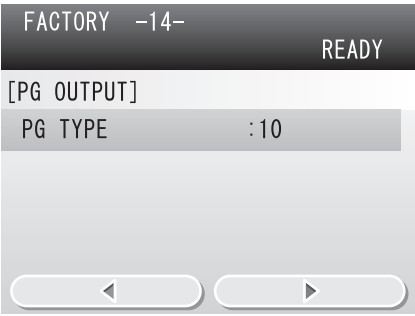 FACTORY -14-
READY
[PG OUTPUT]
PG TYPE :10